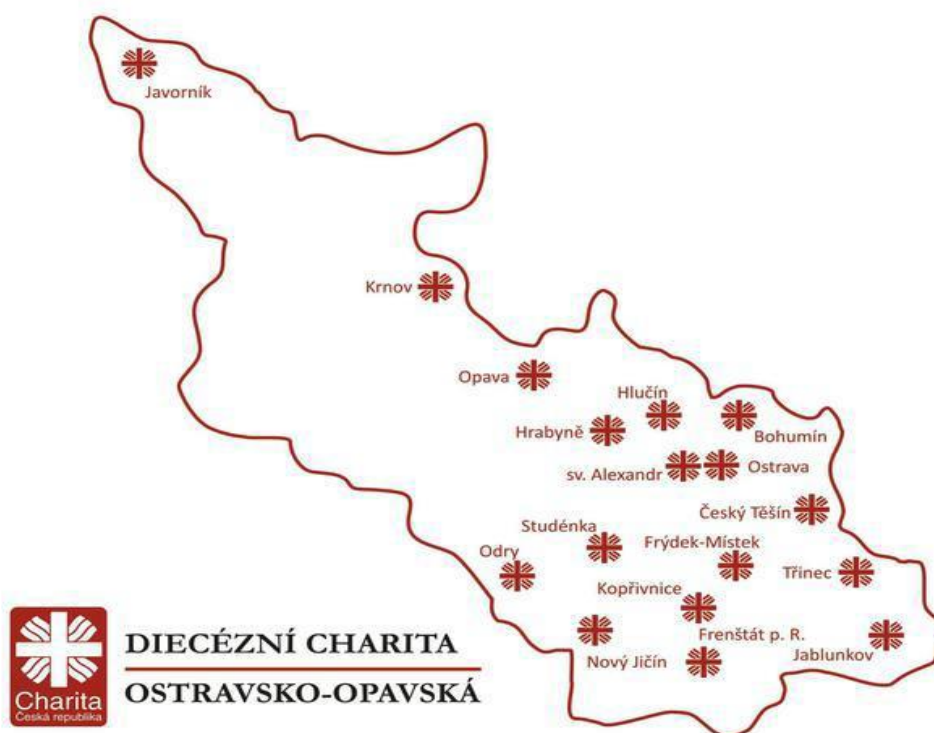 Javorník
Krnov
Opava
Hlučín
Hrabyně
Bohumín
sv. Alexandr
Ostrava
Český Těšín
Studénka
Frýdek-Místek
Odry
Třinec
Kopřivnice
Frenštát p. R.
Nový Jičín
Jablunkov
DIECÉZNÍ CHARITA
OSTRAVSKO-OPAVSKÁ
Charita
Česká republika